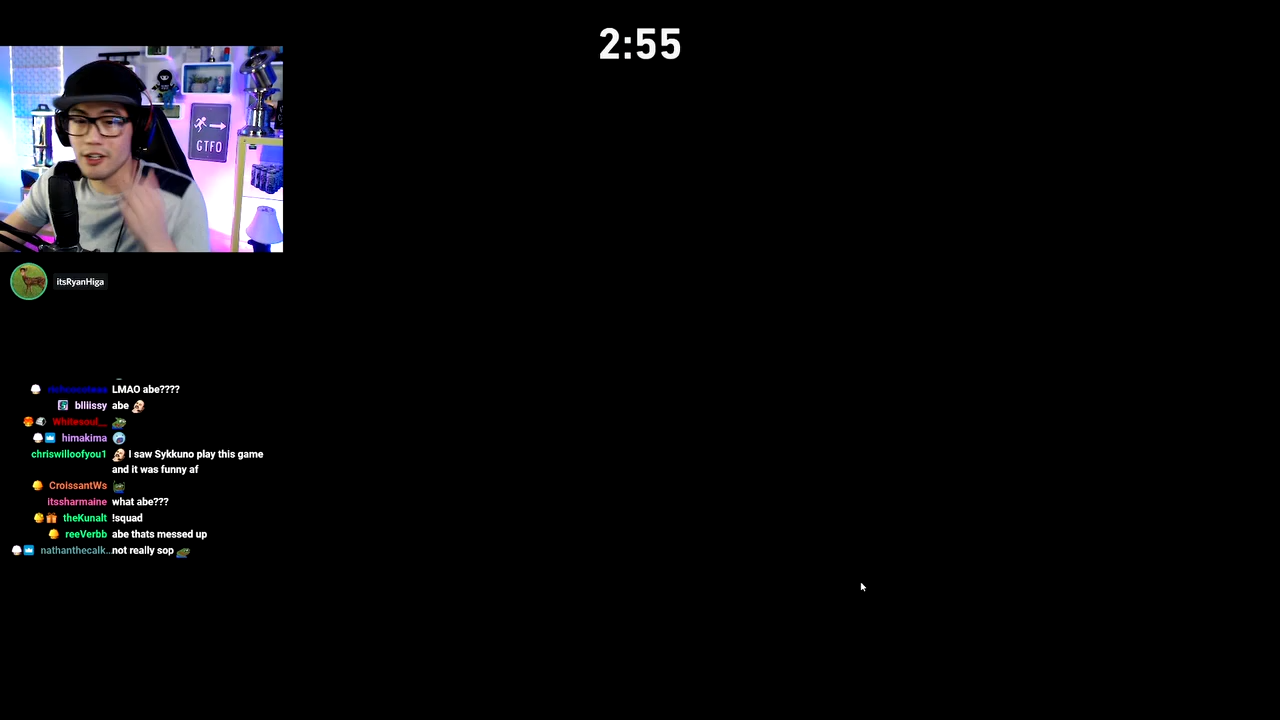 2:55
GTFO
itsRyanHiga
LMAO abe????
blliissy abe
Whitesoul__
himakima
chriswilloofyou1 I saw Sykkuno play this game
and it was funny af
CroissantWs
itssharmaine what abe???
theKunalt !squad
reeVerbb abe thats messed up
nathanthecalk... not really sop